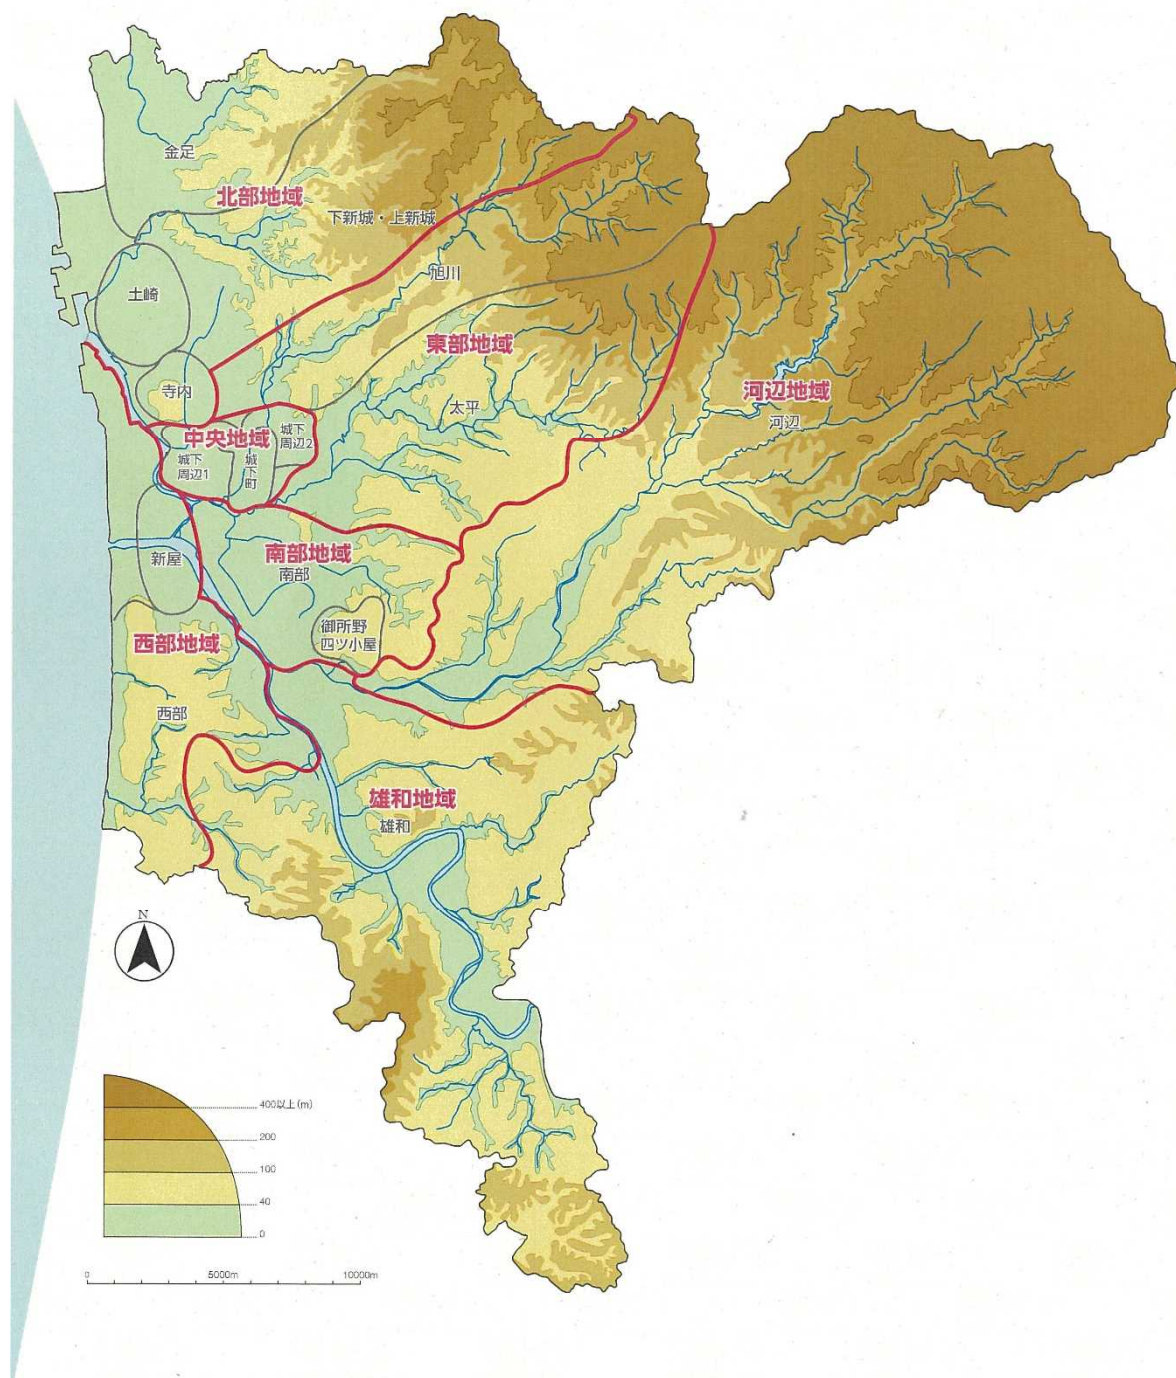 金足
北部地域
下新城・上新城
旭川
土崎
東部地域
寺内
太平
河辺地域
河辺
中央地域
城下
周辺2
城下
周辺1
城下町
新屋
南部地域
南部
御所野
四ツ小屋
西部地域
西部
雄和地域
雄和
N
400以上(m)
200
100
40
0
0
5000m
10000m